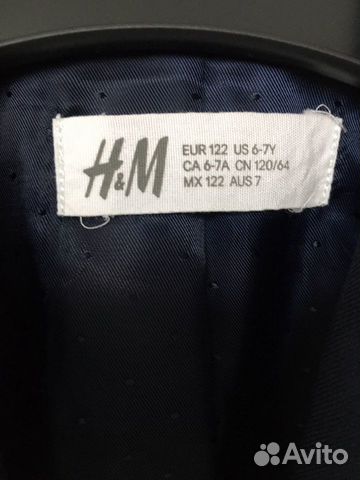 H&M
EUR 122 US 6-7Y
CA 6-7A CN 120/64
MX 122 AUS 7
Avito